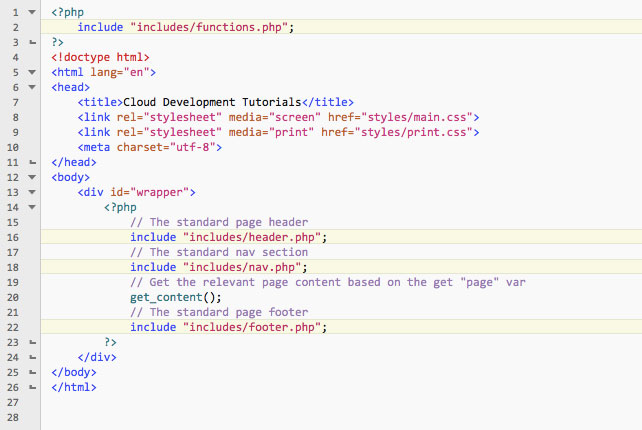 1 <?php
2 include "includes/functions.php";
3 ?>
4 <!doctype html>
5 <html lang="en">
6 <head>
7 <title>Cloud Development Tutorials</title>
8 <link rel="stylesheet" media="screen" href="styles/main.css">
9 <link rel="stylesheet" media="print" href="styles/print.css">
10 <meta charset="utf-8">
11 </head>
12 <body>
13 <div id="wrapper">
14 <?php
15 // The standard page header
16 include "includes/header.php";
17 // The standard nav section
18 include "includes/nav.php";
19 // Get the relevant page content based on the get "page" var
20 get_content();
21 // The standard page footer
22 include "includes/footer.php";
23 ?>
24 </div>
25 </body>
26 </html>
27
28